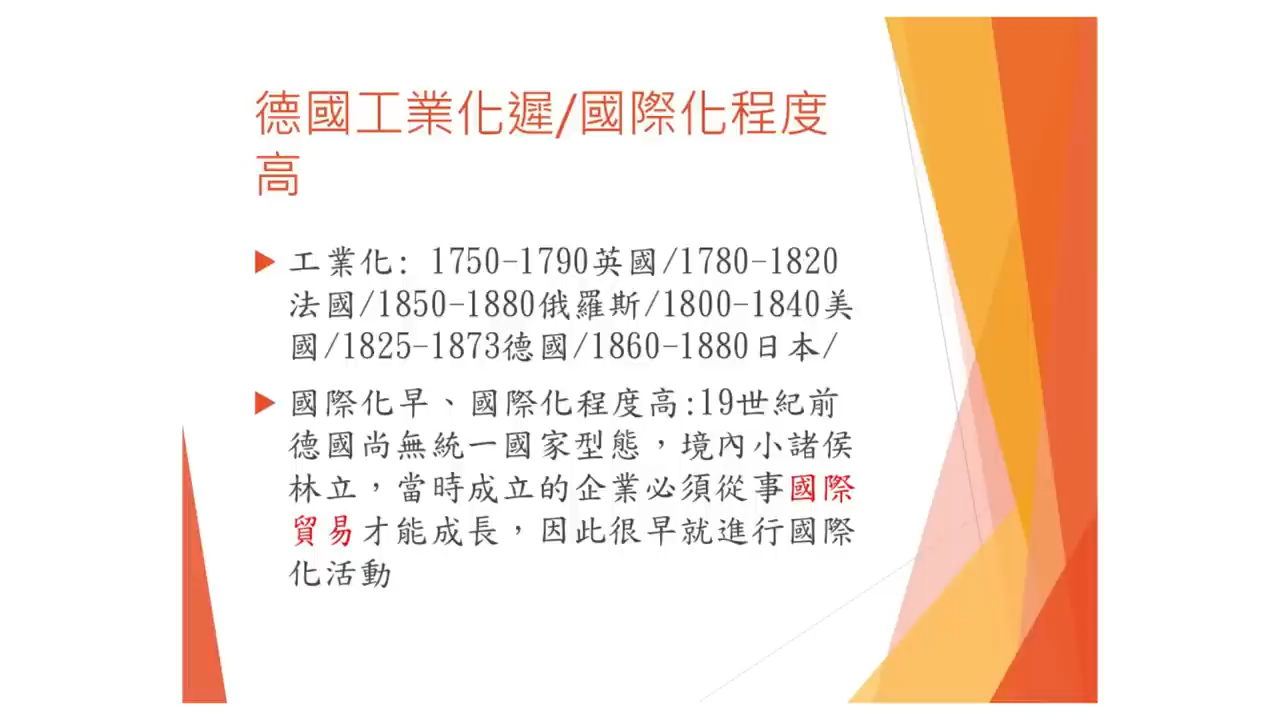 德國工業化遲/國際化程度
高
工業化: 1750-1790英國/1780-1820
法國/1850-1880俄羅斯/1800-1840美
國/1825-1873德國/1860-1880日本/
國際化早、國際化程度高:19世紀前
德國尚無統一國家型態，境內小諸侯
林立，當時成立的企業必須從事國際
貿易才能成長，因此很早就進行國際
化活動